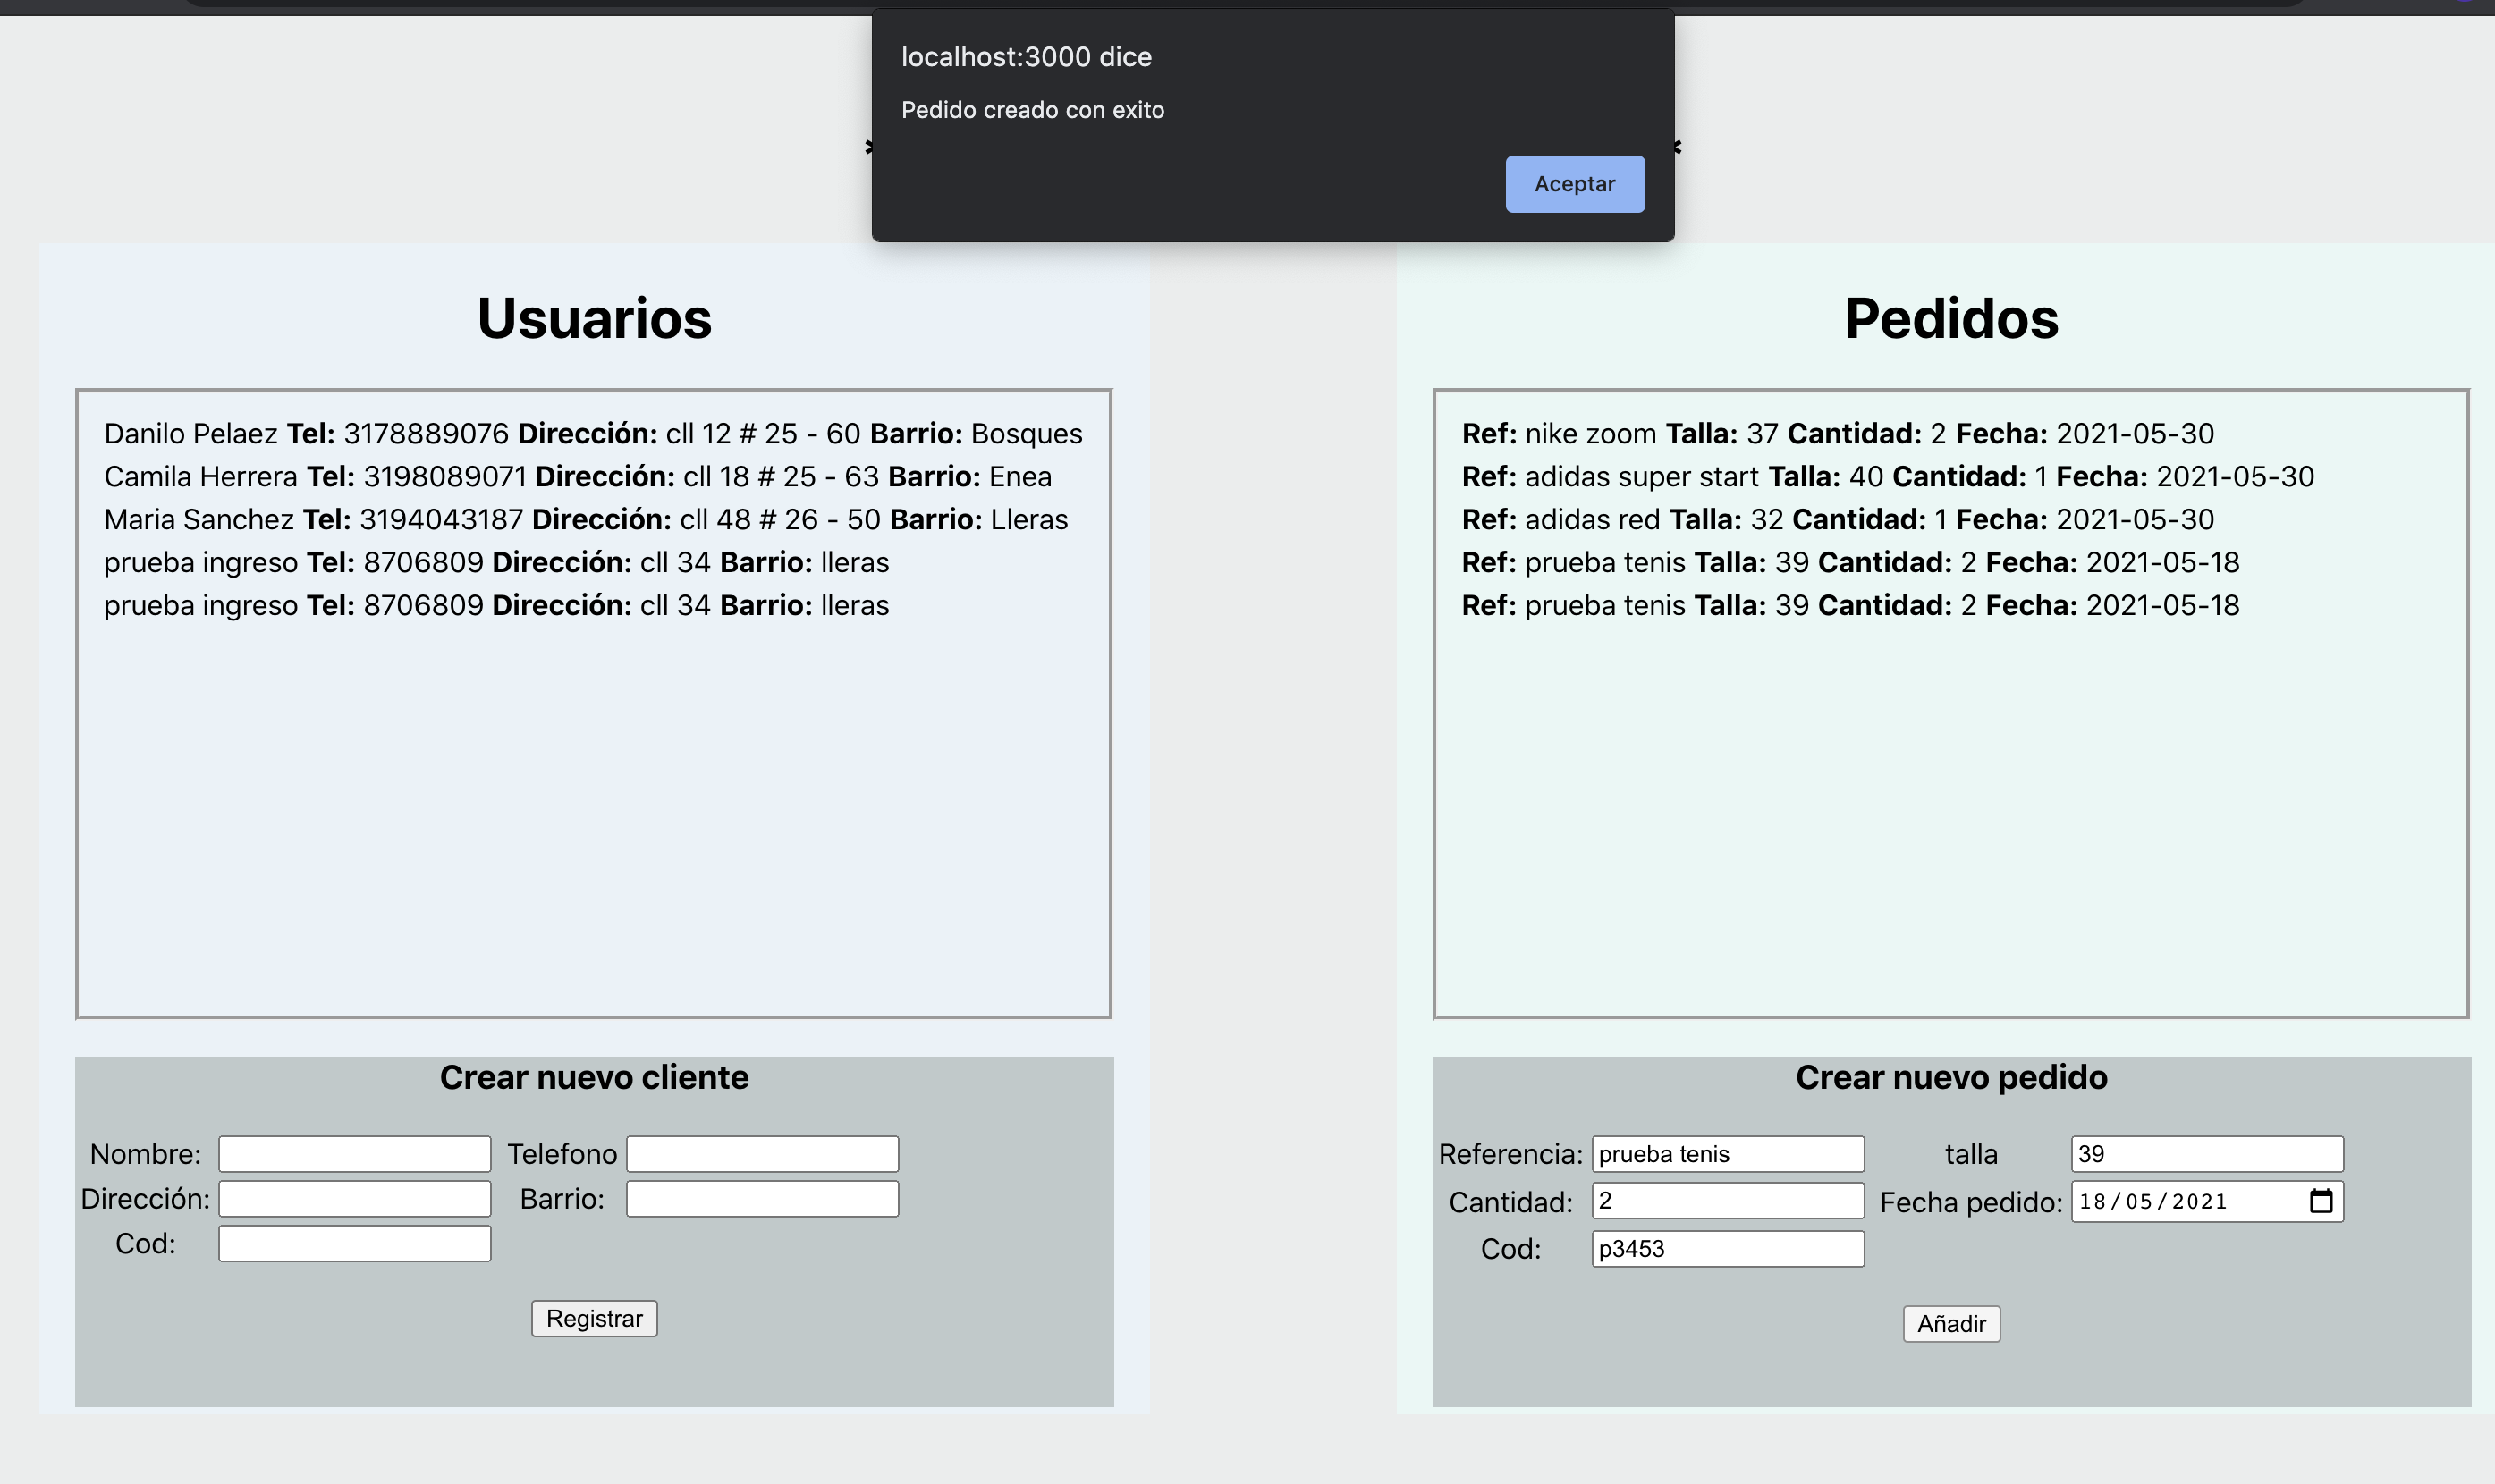 localhost:3000 dice
Pedido creado con exito
*
*
Aceptar
Usuarios
Danilo Pelaez Tel: 3178889076 Dirección: cll 12 # 25 - 60 Barrio: Bosques
Camila Herrera Tel: 3198089071 Dirección: cll 18 # 25 - 63 Barrio: Enea
Maria Sanchez Tel: 3194043187 Dirección: cll 48 # 26 - 50 Barrio: Lleras
prueba ingreso Tel: 8706809 Dirección: cll 34 Barrio: lleras
prueba ingreso Tel: 8706809 Dirección: cll 34 Barrio: lleras
Crear nuevo cliente
Nombre: Telefono
Dirección: Barrio:
Cod:
Registrar
Pedidos
Ref: nike zoom Talla: 37 Cantidad: 2 Fecha: 2021-05-30
Ref: adidas super start Talla: 40 Cantidad: 1 Fecha: 2021-05-30
Ref: adidas red Talla: 32 Cantidad: 1 Fecha: 2021-05-30
Ref: prueba tenis Talla: 39 Cantidad: 2 Fecha: 2021-05-18
Ref: prueba tenis Talla: 39 Cantidad: 2 Fecha: 2021-05-18
Crear nuevo pedido
Referencia: prueba tenis talla 39
Cantidad: 2 Fecha pedido: 18/05/2021
Cod: p3453
Añadir